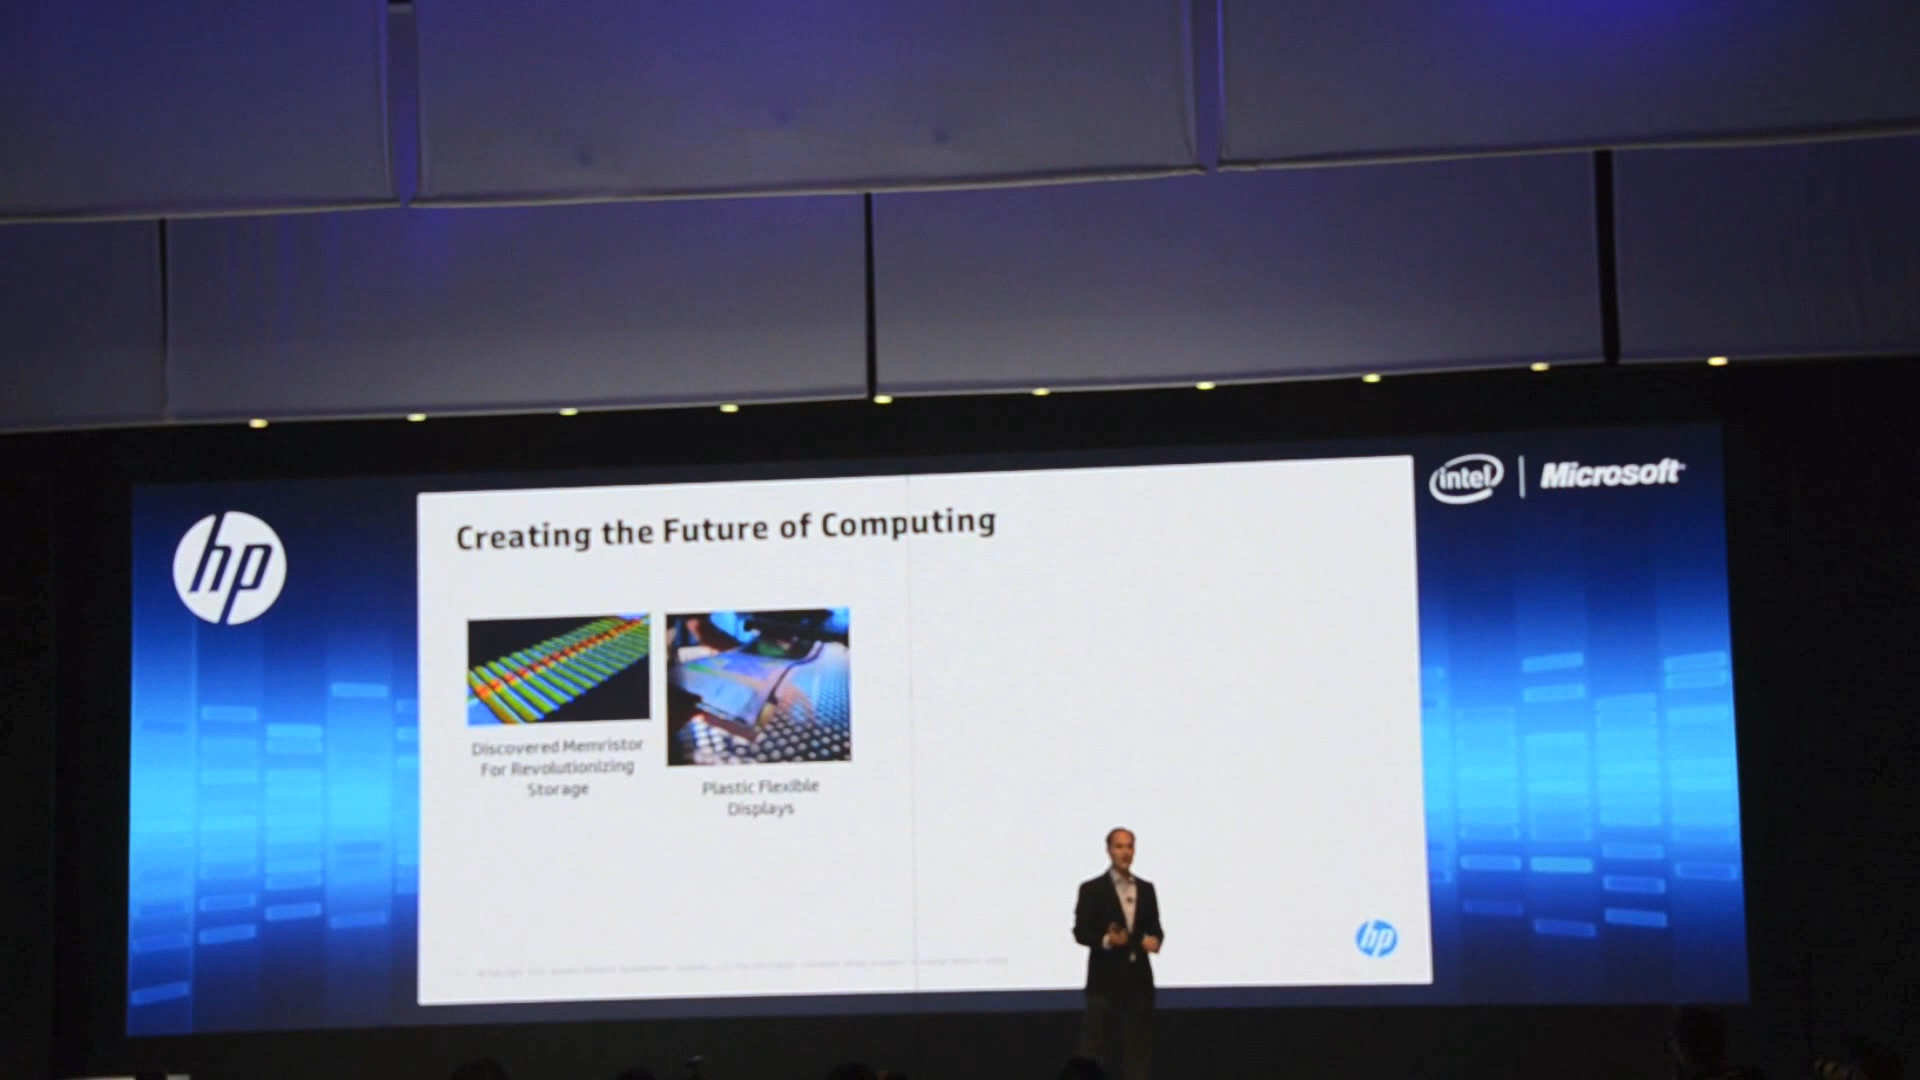 hp
intel | Microsoft
Creating the Future of Computing
Discovered Memristor
For Revolutionizing
Storage
Plastic Flexible
Displays
hp